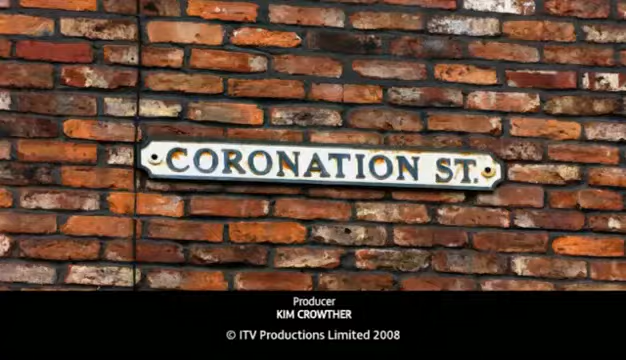 CORONATION ST.
Producer
KIM CROWTHER
© ITV Productions Limited 2008